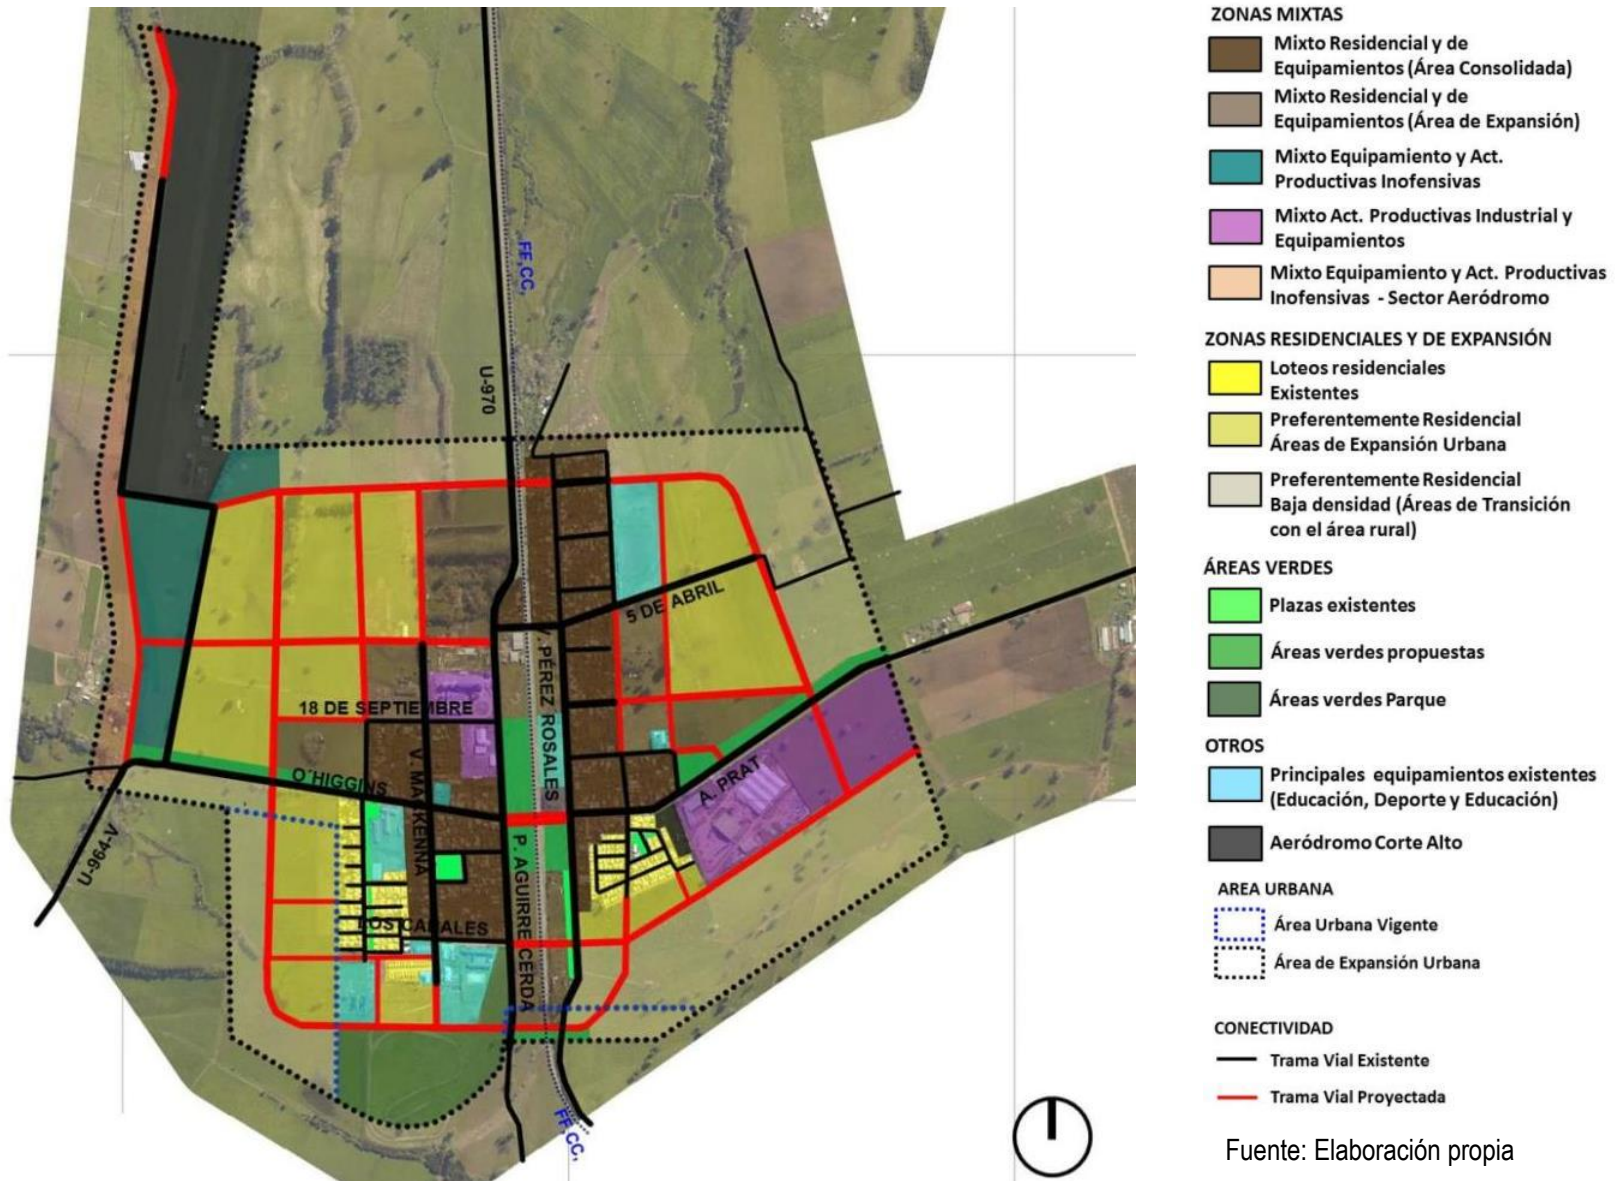 FF,CC,
U-970
5 DE ABRIL
V. PÉREZ ROSALES
18 DE SEPTIEMBRE
O'HIGGINS
V. MACKENNA
A. PRAT
P. AGUIRRE CERDA
U-964-V
LOS CANALES
FF,CC,
ZONAS MIXTAS
Mixto Residencial y de
Equipamientos (Área Consolidada)
Mixto Residencial y de
Equipamientos (Área de Expansión)
Mixto Equipamiento y Act.
Productivas Inofensivas
Mixto Act. Productivas Industrial y
Equipamientos
Mixto Equipamiento y Act. Productivas
Inofensivas - Sector Aeródromo
ZONAS RESIDENCIALES Y DE EXPANSIÓN
Loteos residenciales
Existentes
Preferentemente Residencial
Áreas de Expansión Urbana
Preferentemente Residencial
Baja densidad (Áreas de Transición
con el área rural)
ÁREAS VERDES
Plazas existentes
Áreas verdes propuestas
Áreas verdes Parque
OTROS
Principales equipamientos existentes
(Educación, Deporte y Educación)
Aeródromo Corte Alto
AREA URBANA
Área Urbana Vigente
Área de Expansión Urbana
CONECTIVIDAD
Trama Vial Existente
Trama Vial Proyectada
Fuente: Elaboración propia